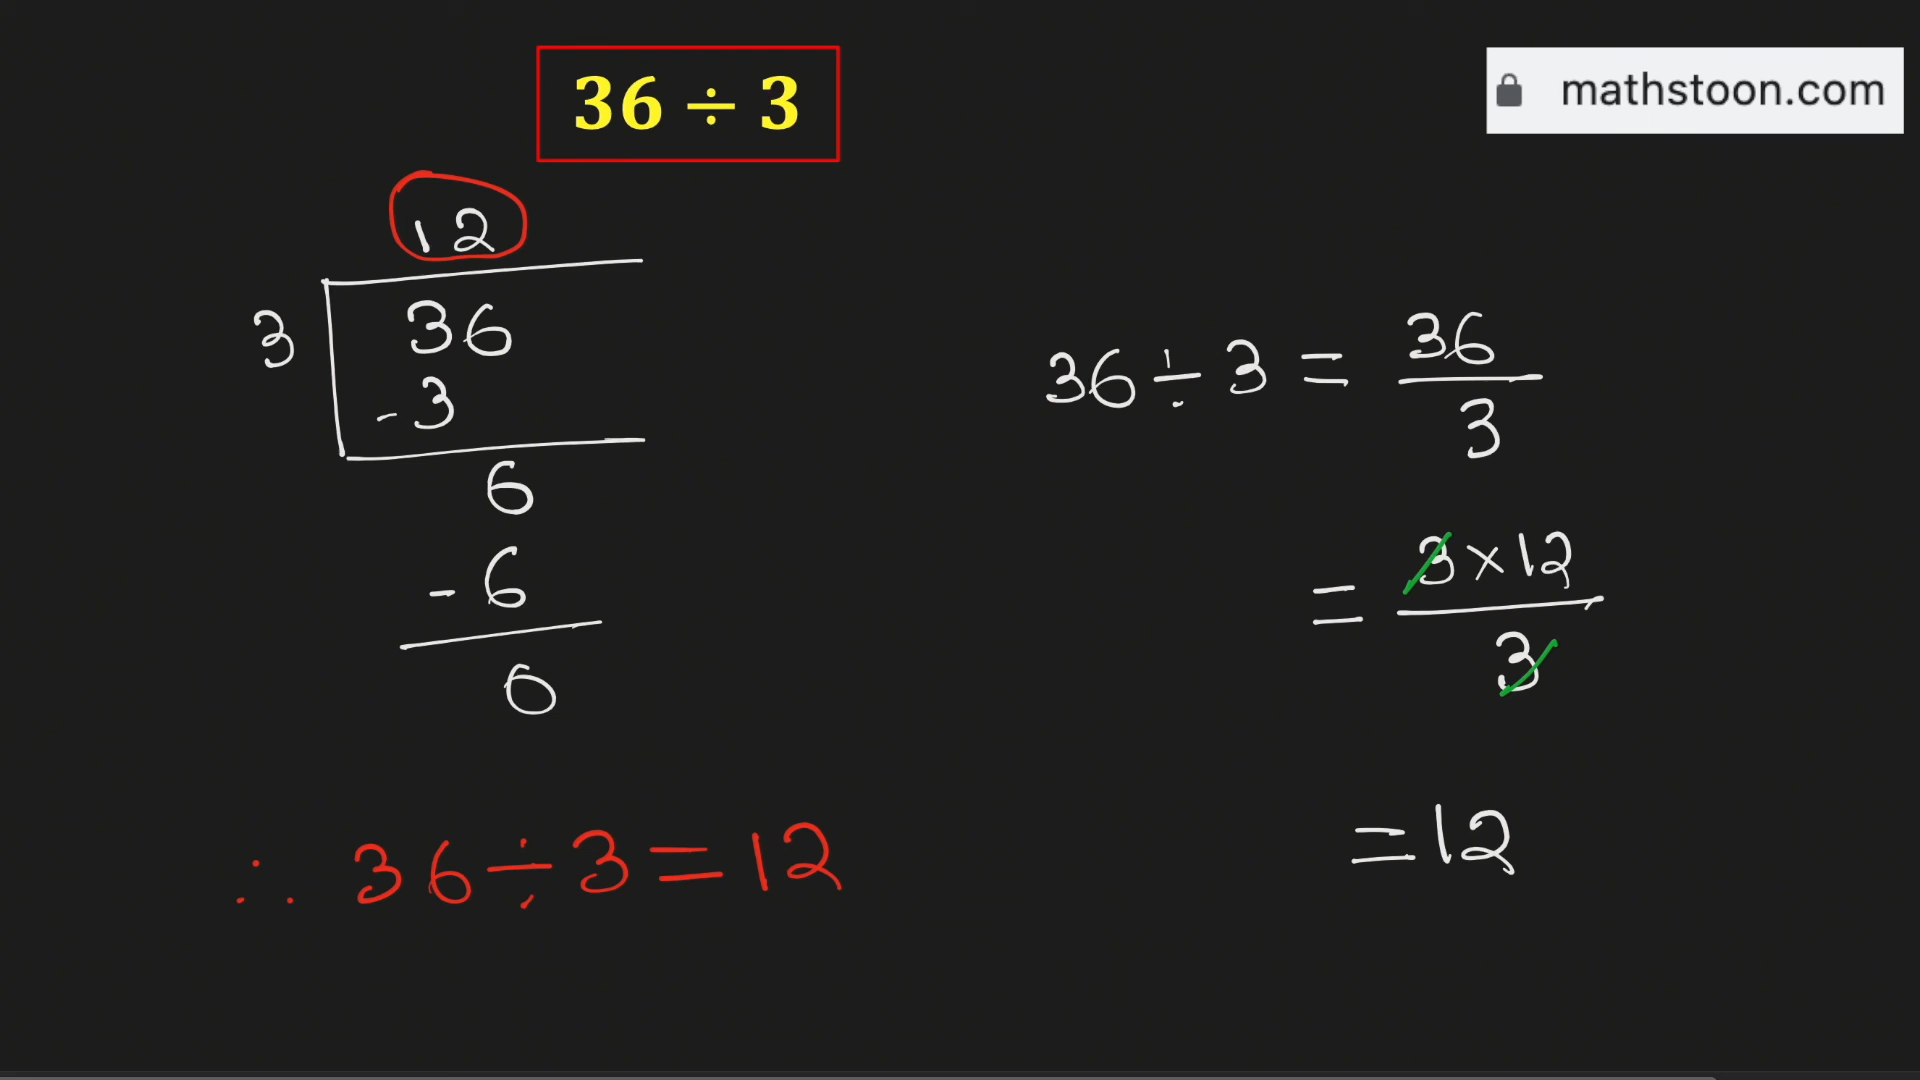 36 ÷ 3
mathstoon.com
12
3 36
- 3
6
- 6
0
∴ 36 ÷ 3 = 12
36 ÷ 3 = 36
3
= 3 × 12
3
= 12